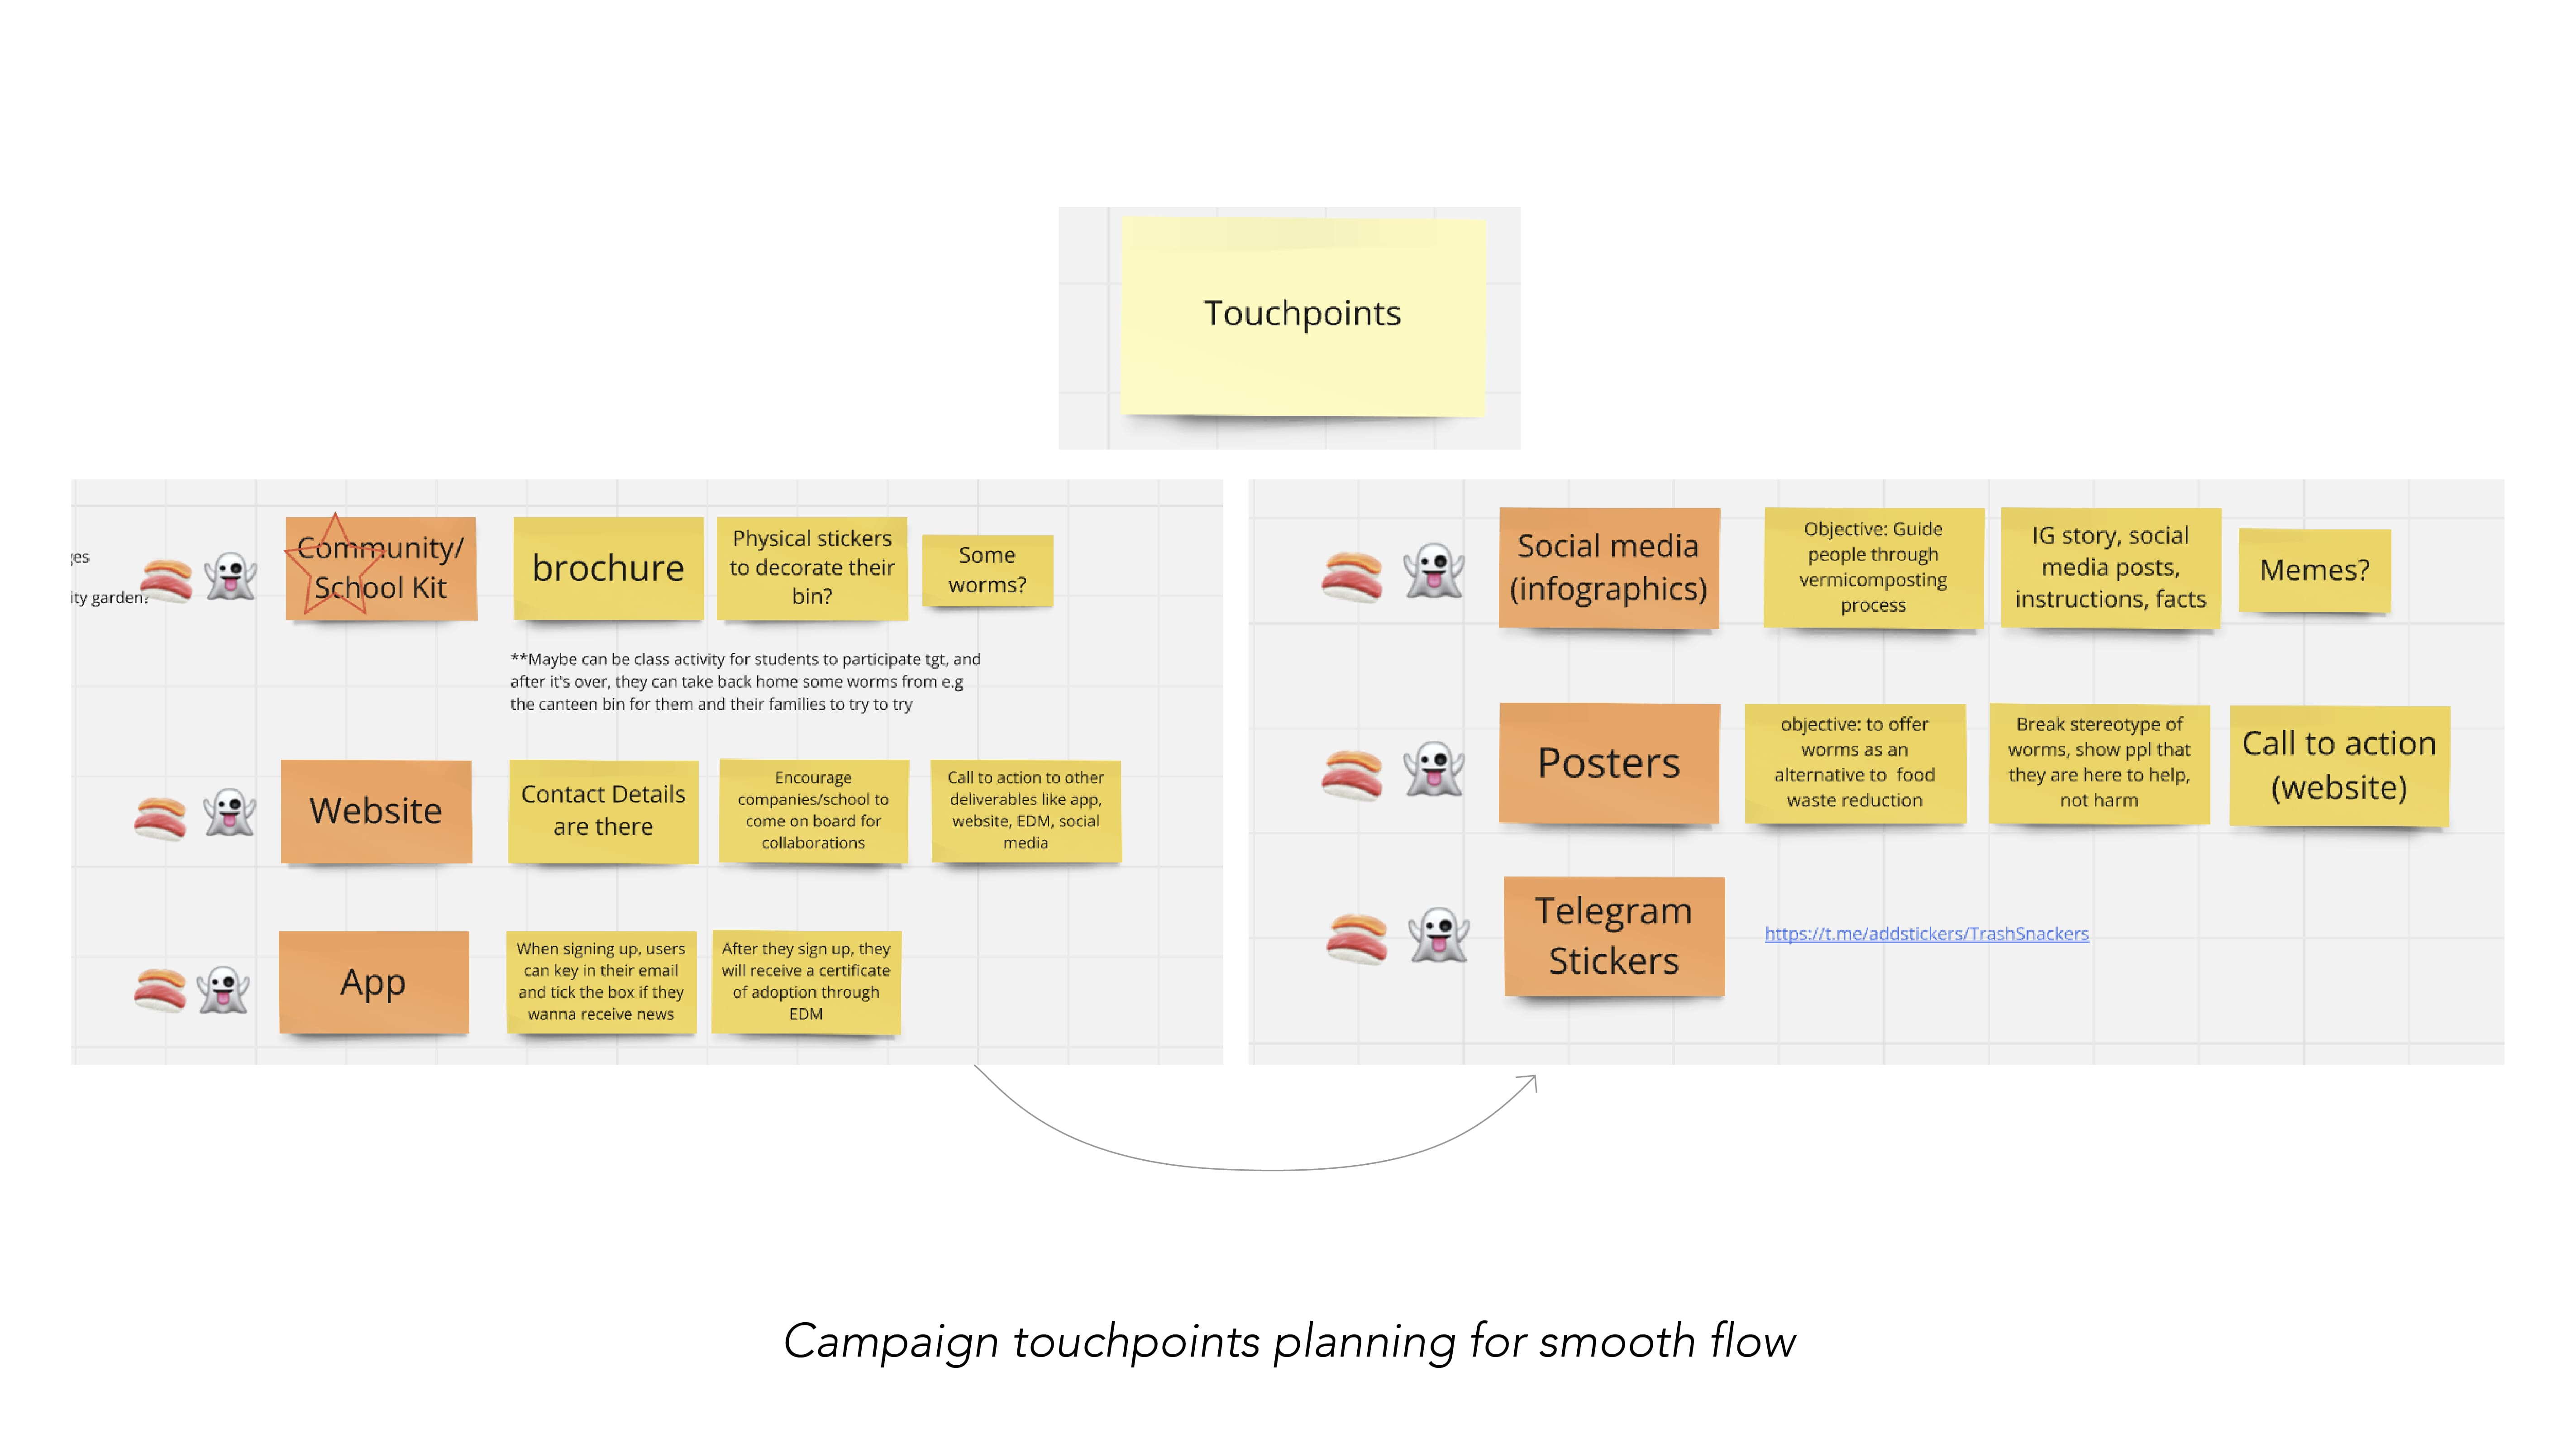 Touchpoints
ity garden?
Community/
School Kit
brochure
Physical stickers
to decorate their
bin?
Some
worms?
**Maybe can be class activity for students to participate tgt, and
after it's over, they can take back home some worms from e.g
the canteen bin for them and their families to try to try
Website
Contact Details
are there
Encourage
companies/school to
come on board for
collaborations
Call to action to other
deliverables like app,
website, EDM, social
media
App
When signing up, users
can key in their email
and tick the box if they
wanna receive news
After they sign up, they
will receive a certificate
of adoption through
EDM
Social media
(infographics)
Objective: Guide
people through
vermicomposting
process
IG story, social
media posts,
instructions, facts
Memes?
Posters
objective: to offer
worms as an
alternative to food
waste reduction
Break stereotype of
worms, show ppl that
they are here to help,
not harm
Call to action
(website)
Telegram
Stickers
https://t.me/addstickers/TrashSnackers
Campaign touchpoints planning for smooth flow